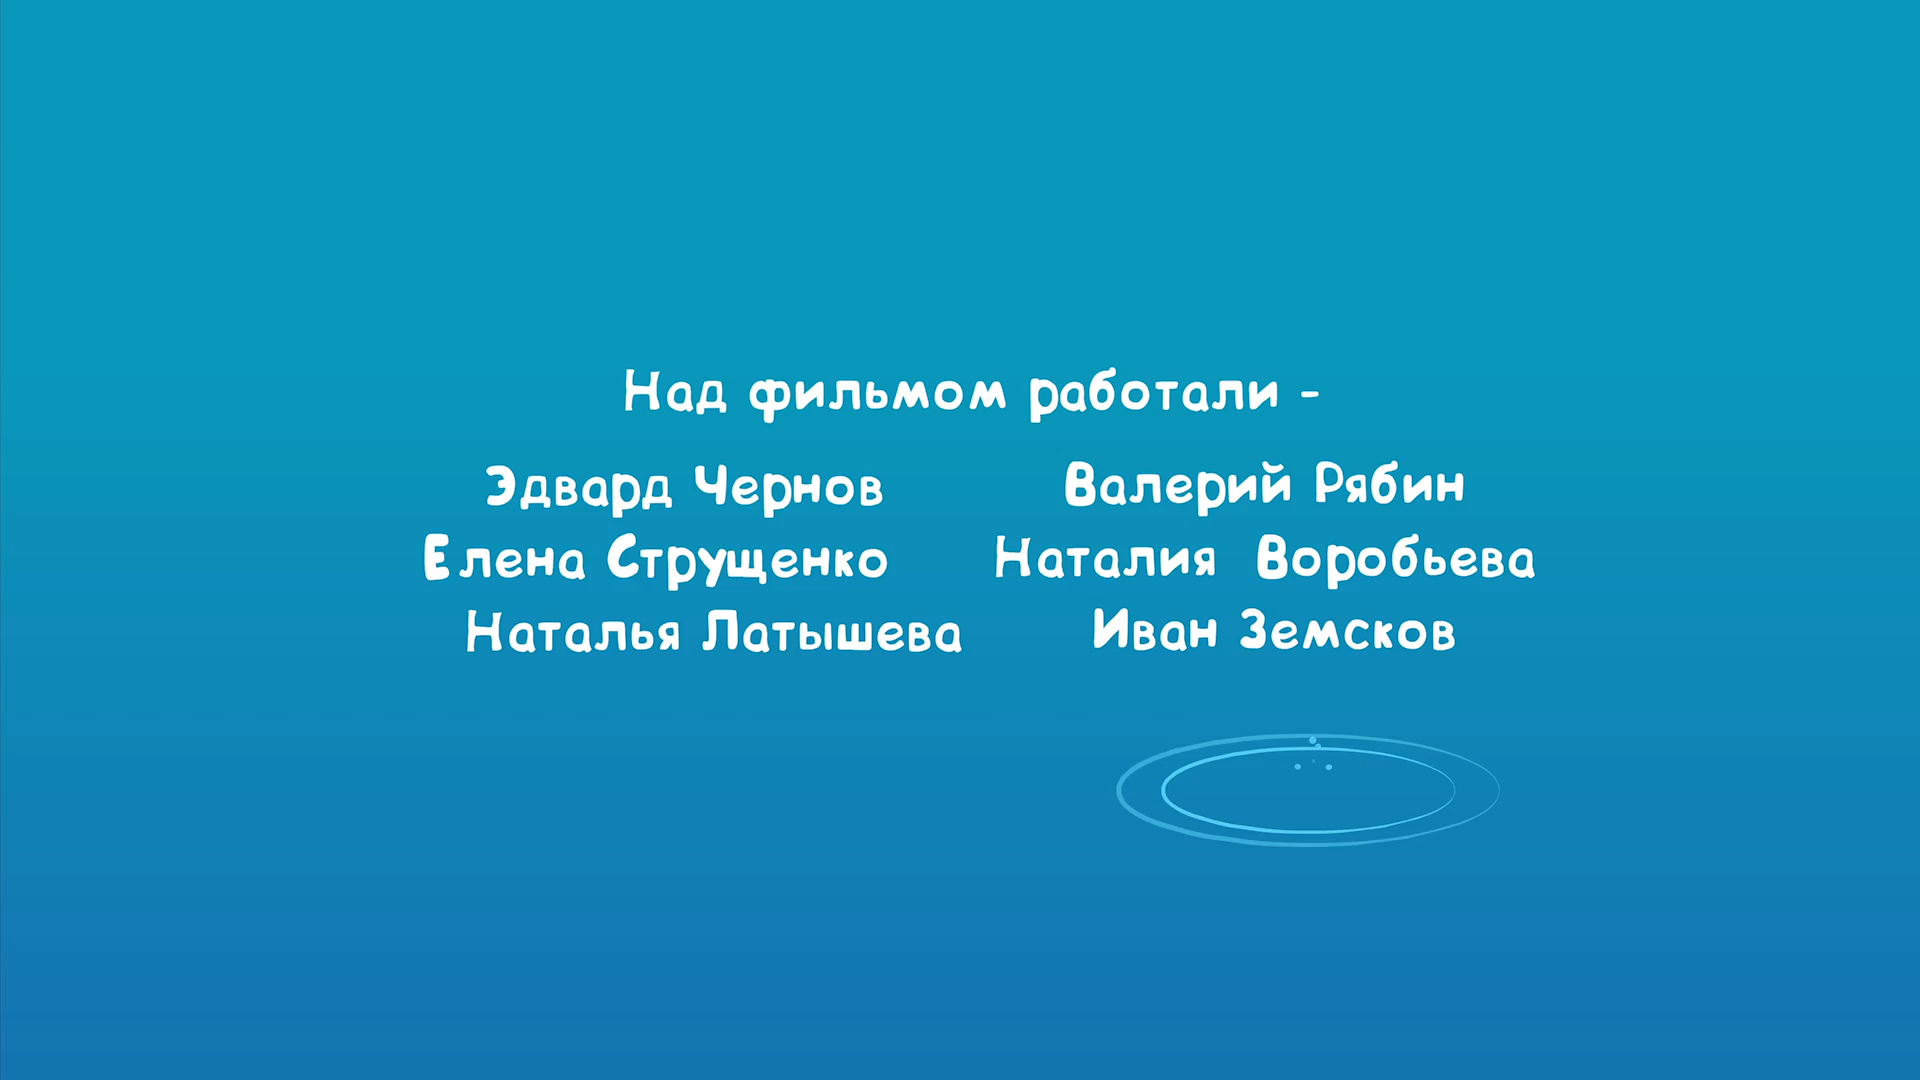 Над фильмом работали -
Эдвард Чернов Валерий Рябин
Елена Струщенко Наталия Воробьева
Наталья Латышева Иван Земсков